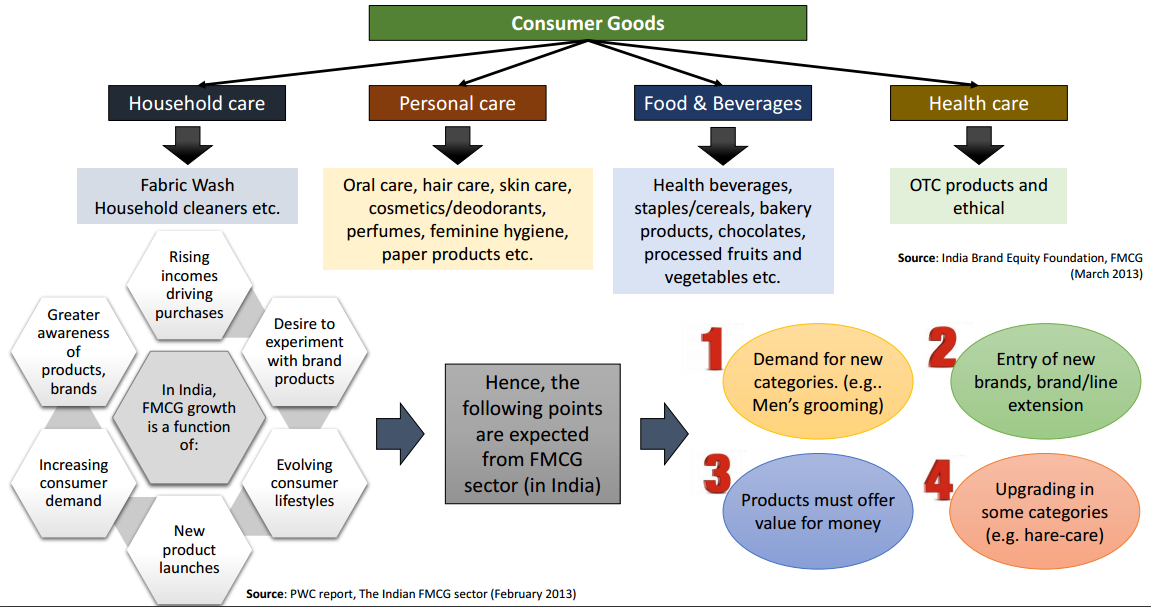 Consumer Goods
Household care
Personal care
Food & Beverages
Health care
Fabric Wash
Household cleaners etc.
Oral care, hair care, skin care,
cosmetics/deodorants,
perfumes, feminine hygiene,
paper products etc.
Health beverages,
staples/cereals, bakery
products, chocolates,
processed fruits and
vegetables etc.
OTC products and
ethical
Source: India Brand Equity Foundation, FMCG
(March 2013)
Rising
incomes
driving
purchases
Desire to
experiment
with brand
products
Evolving
consumer
lifestyles
New
product
launches
Increasing
consumer
demand
Greater
awareness
of
products,
brands
In India,
FMCG growth
is a function
of:
Hence, the
following points
are expected
from FMCG
sector (in India)
1
Demand for new
categories. (e.g..
Men's grooming)
2
Entry of new
brands, brand/line
extension
3
Products must offer
value for money
4
Upgrading in
some categories
(e.g. hare-care)
Source: PWC report, The Indian FMCG sector (February 2013)